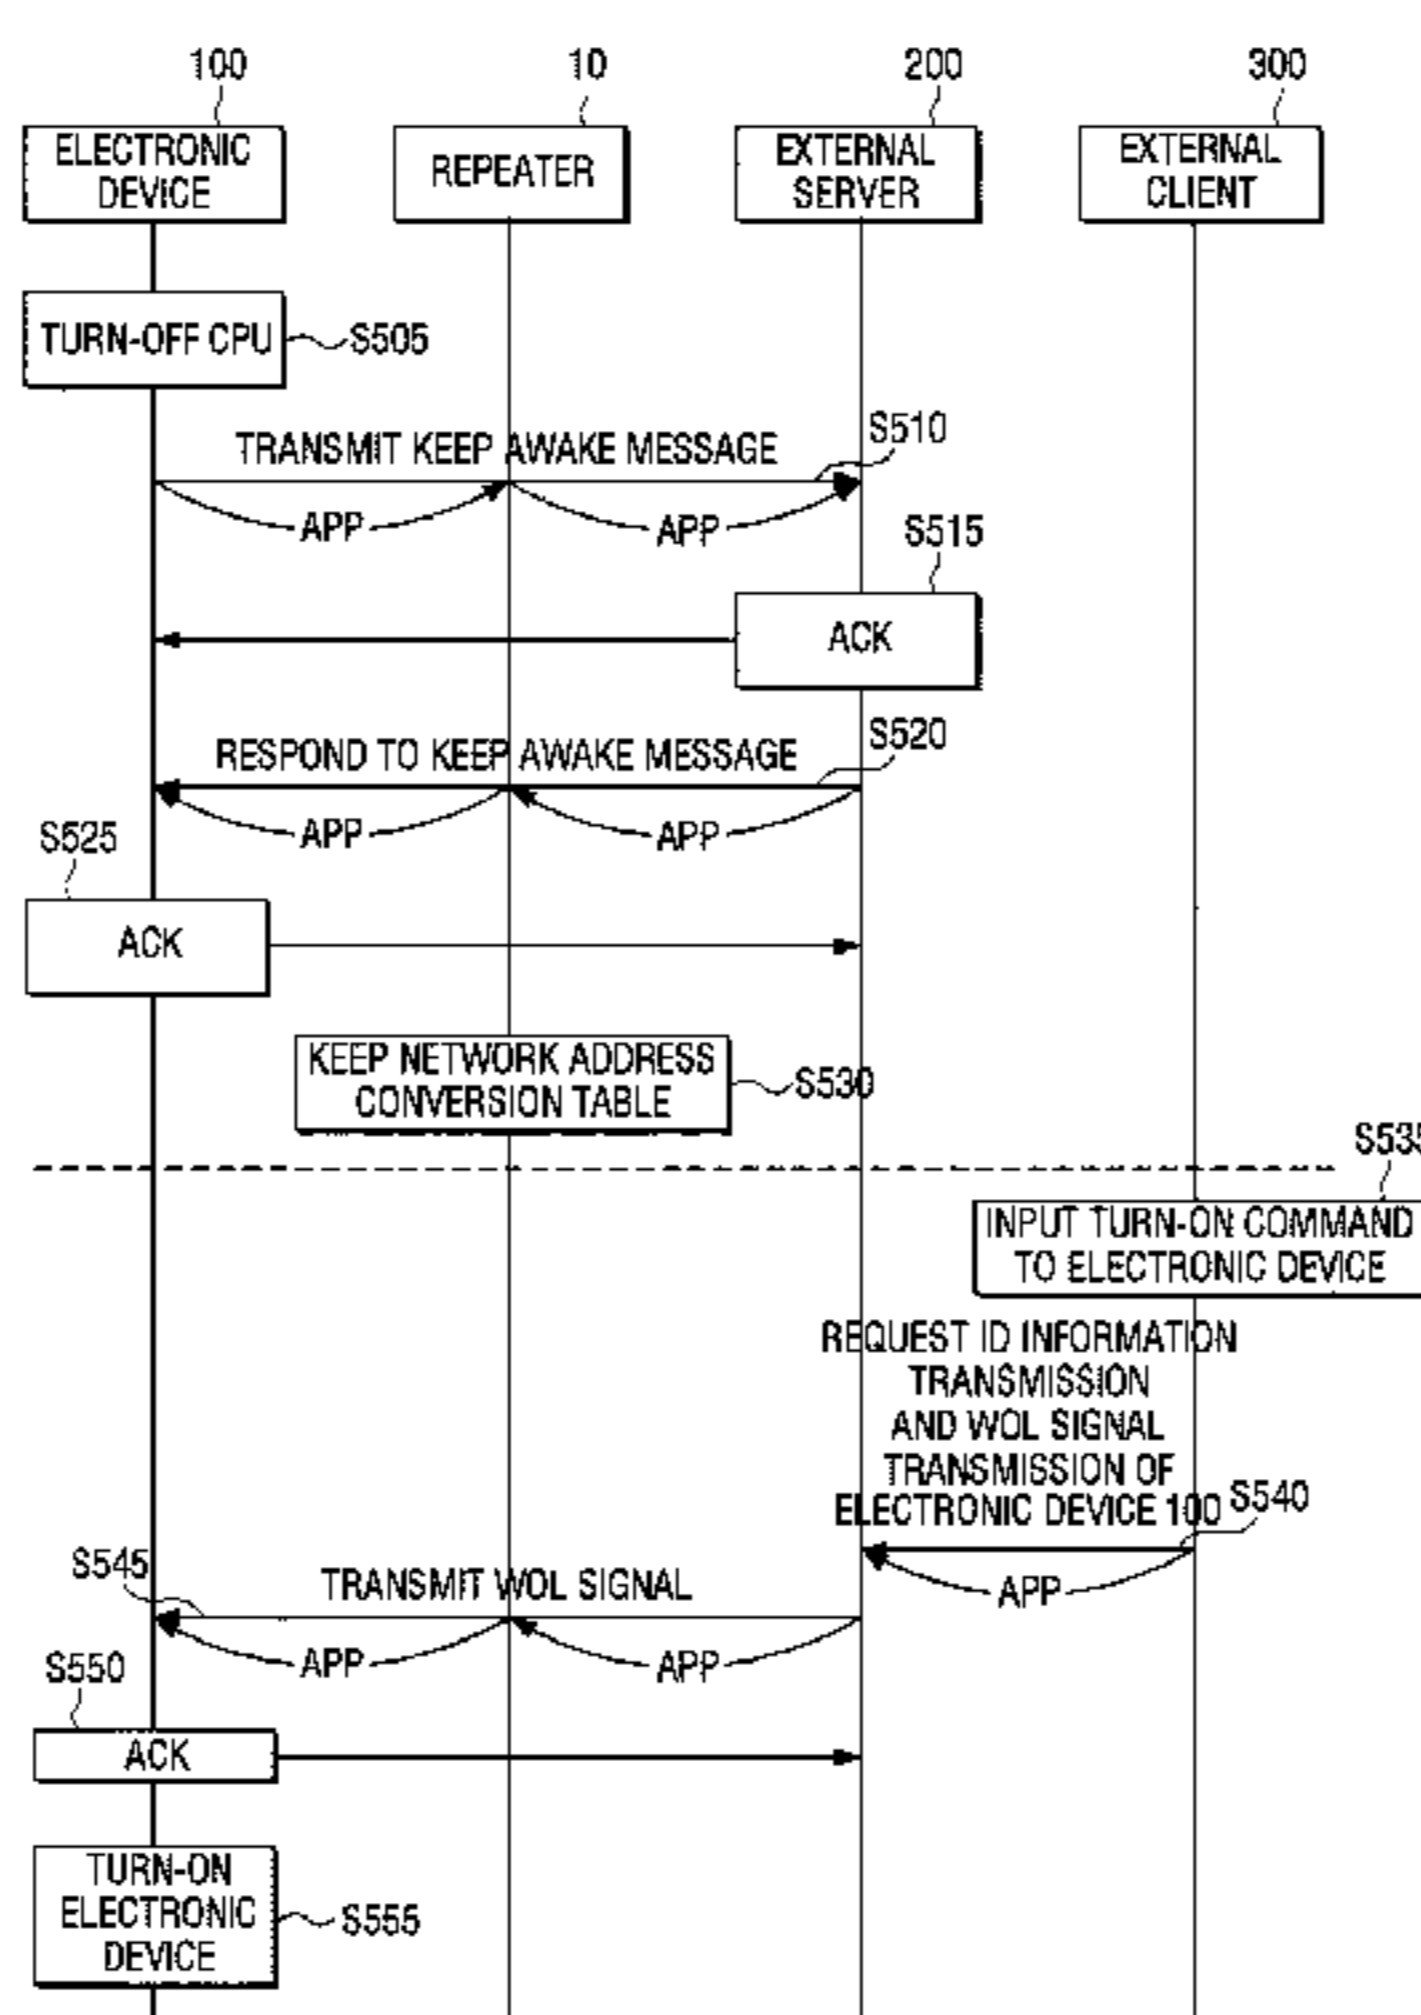 100
10
200
300
ELECTRONIC
DEVICE
REPEATER
EXTERNAL
SERVER
EXTERNAL
CLIENT
TURN-OFF CPU
S505
TRANSMIT KEEP AWAKE MESSAGE
S510
APP
APP
S515
ACK
RESPOND TO KEEP AWAKE MESSAGE
S520
APP
APP
S525
ACK
KEEP NETWORK ADDRESS
CONVERSION TABLE
S530
S535
INPUT TURN-ON COMMAND
TO ELECTRONIC DEVICE
REQUEST ID INFORMATION
TRANSMISSION
AND WOL SIGNAL
TRANSMISSION OF
ELECTRONIC DEVICE 100
S540
APP
S545
TRANSMIT WOL SIGNAL
APP
APP
S550
ACK
TURN-ON
ELECTRONIC
DEVICE
S555